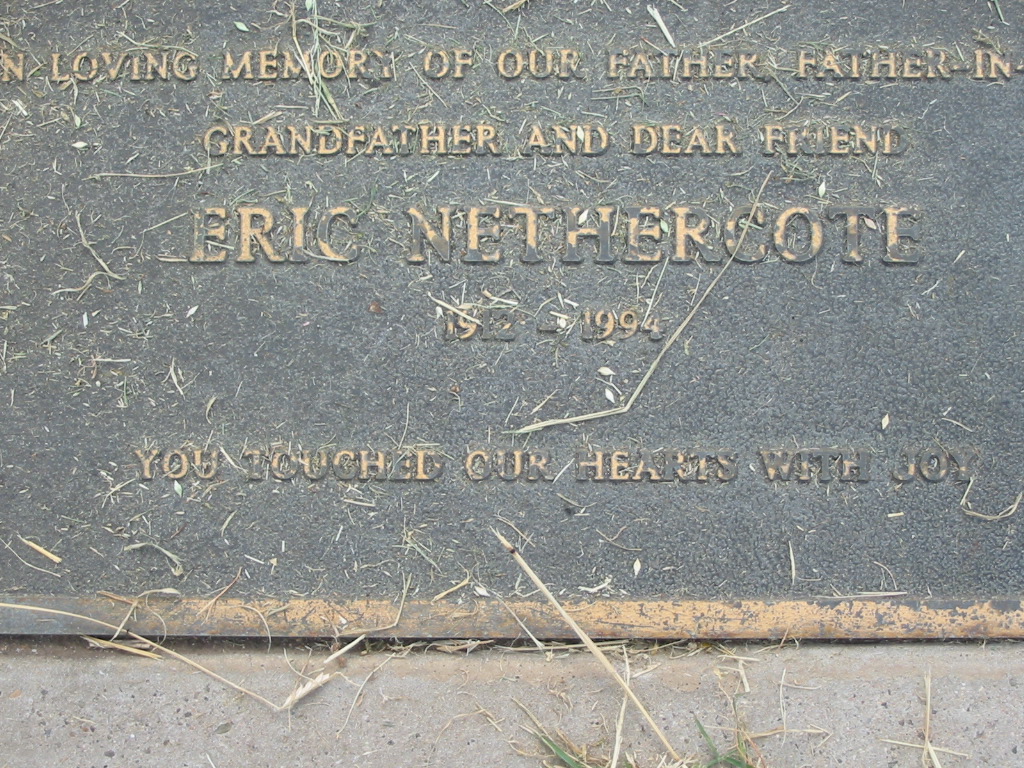 N LOVING MEMORY OF OUR FATHER, FATHER-IN-
GRANDFATHER AND DEAR FRIEND
ERIC NETHERCOTE
1912 - 1994
YOU TOUCHED OUR HEARTS WITH JOY